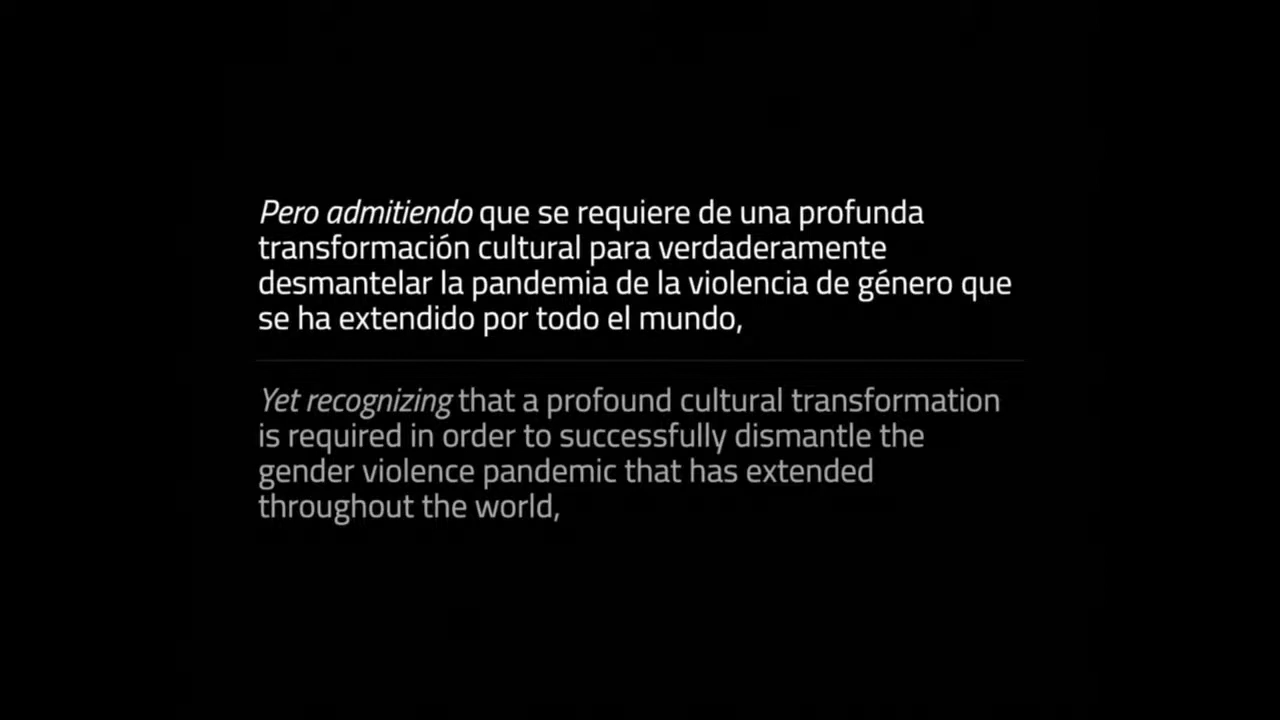 Pero admitiendo que se requiere de una profunda
transformación cultural para verdaderamente
desmantelar la pandemia de la violencia de género que
se ha extendido por todo el mundo,
Yet recognizing that a profound cultural transformation
is required in order to successfully dismantle the
gender violence pandemic that has extended
throughout the world,